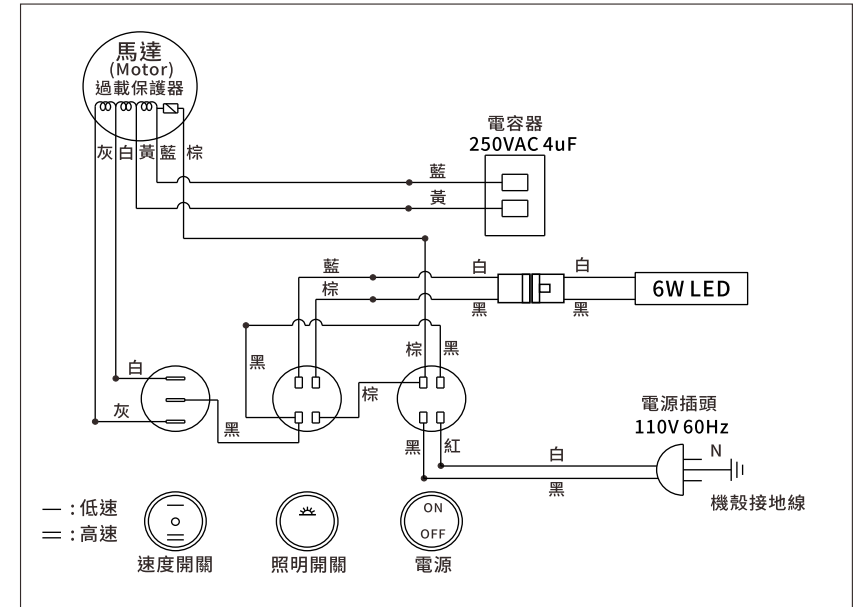 馬達
(Motor)
過載保護器
灰 白 黃 藍 棕
電容器
250VAC 4uF
藍
黃
藍
白
白
棕
黑
黑
6W LED
黑
棕
黑
白
棕
灰
黑
黑
紅
電源插頭
110V 60Hz
白
N
黑
機殼接地線
— : 低速
＝ : 高速
ON
OFF
速度開關
照明開關
電源